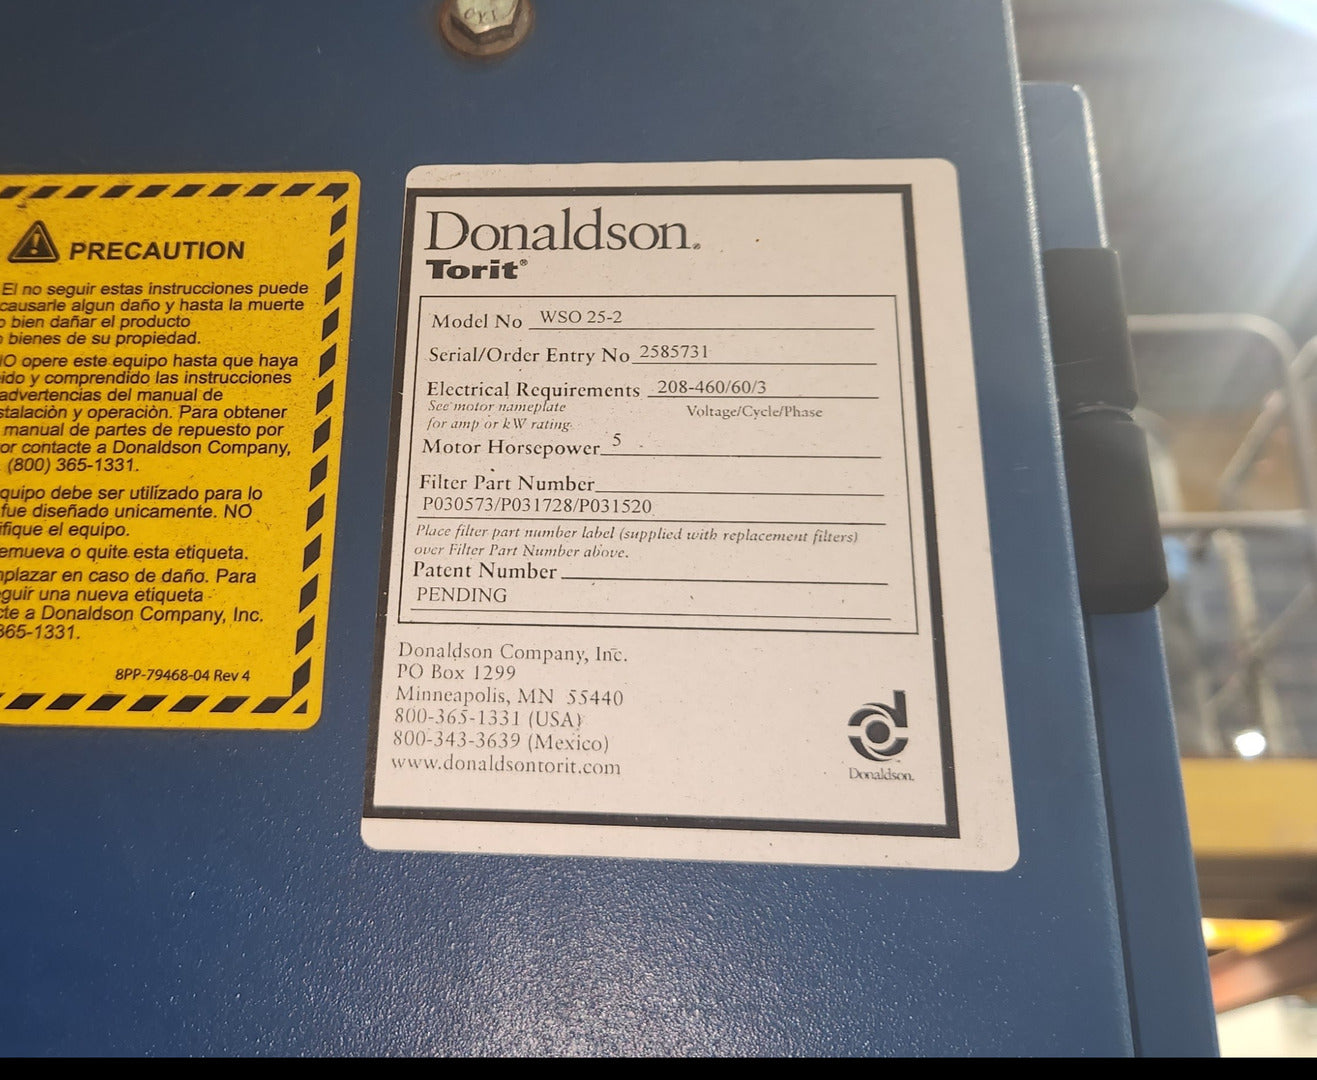 PRECAUTION
El no seguir estas instrucciones puede
causarle algun daño y hasta la muerte
o bien dañar el producto
bienes de su propiedad.
NO opere este equipo hasta que haya
y comprendido las instrucciones
advertencias del manual de
y operación. Para obtener
manual de partes de repuesto por
contacte a Donaldson Company,
(800) 365-1331.
debe ser utilizado para lo
fue diseñado unicamente. NO
el equipo.
o quite esta etiqueta.
en caso de daño. Para
una nueva etiqueta
a Donaldson Company, Inc.
365-1331.
8PP-79468-04 Rev 4
Donaldson®
Torit®
Model No WSO 25-2
Serial/Order Entry No 2585731
Electrical Requirements 208-460/60/3
See motor nameplate Voltage/Cycle/Phase
for amp or kW rating.
Motor Horsepower 5
Filter Part Number
P030573/P031728/P031520
Place filter part number label (supplied with replacement filters)
over Filter Part Number above.
Patent Number
PENDING
Donaldson Company, Inc.
PO Box 1299
Minneapolis, MN 55440
800-365-1331 (USA)
800-343-3639 (Mexico)
www.donaldsontorit.com
Donaldson.